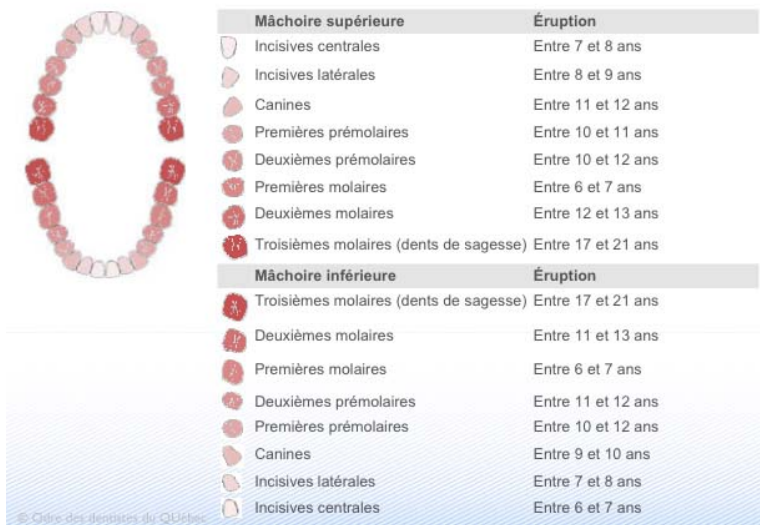 Mâchoire supérieure Éruption
Incisives centrales Entre 7 et 8 ans
Incisives latérales Entre 8 et 9 ans
Canines Entre 11 et 12 ans
Premières prémolaires Entre 10 et 11 ans
Deuxièmes prémolaires Entre 10 et 12 ans
Premières molaires Entre 6 et 7 ans
Deuxièmes molaires Entre 12 et 13 ans
Troisièmes molaires (dents de sagesse) Entre 17 et 21 ans
Mâchoire inférieure Éruption
Troisièmes molaires (dents de sagesse) Entre 17 et 21 ans
Deuxièmes molaires Entre 11 et 13 ans
Premières molaires Entre 6 et 7 ans
Deuxièmes prémolaires Entre 11 et 12 ans
Premières prémolaires Entre 10 et 12 ans
Canines Entre 9 et 10 ans
Incisives latérales Entre 7 et 8 ans
Incisives centrales Entre 6 et 7 ans
© Odre des dentistes du QUébec